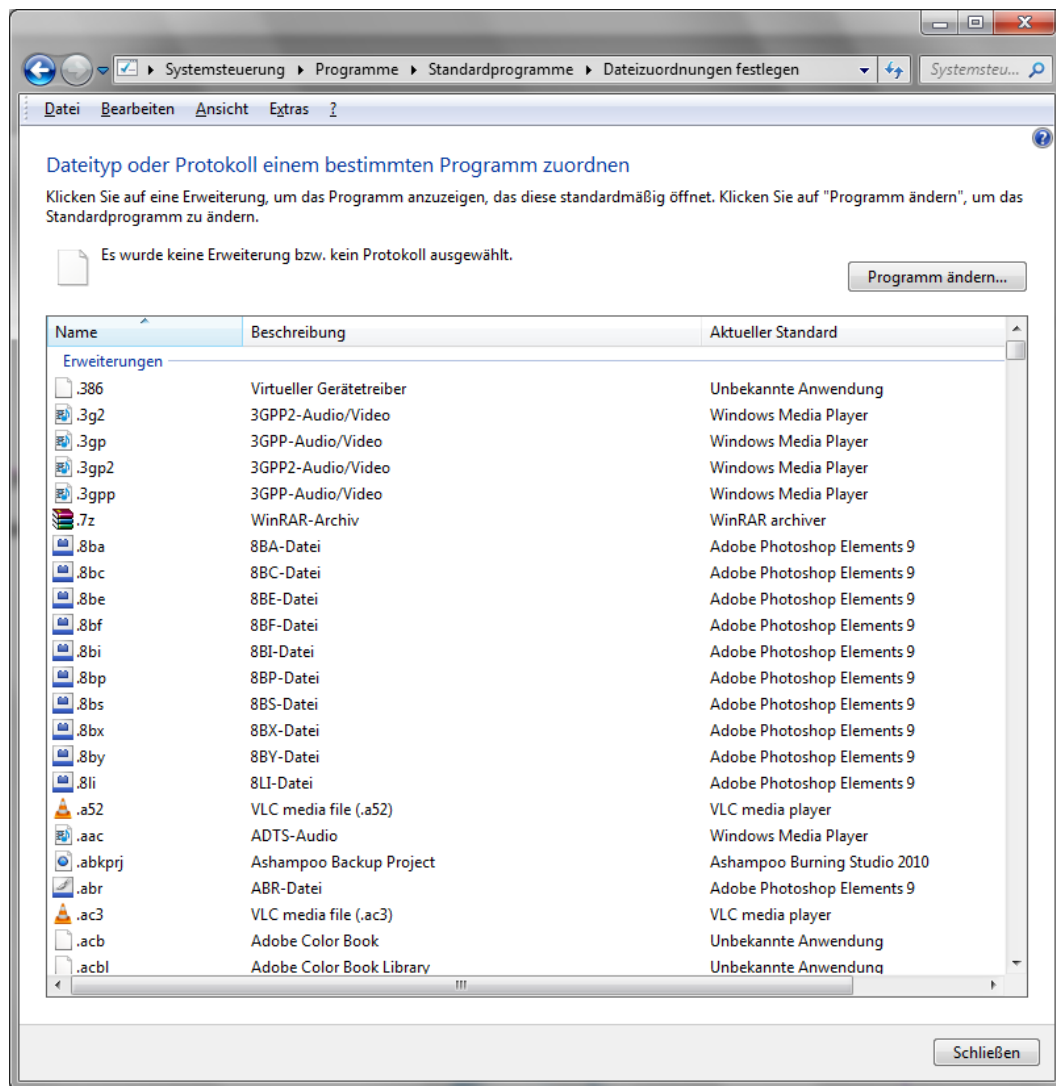 Systemsteuerung Programme Standardprogramme Dateizuordnungen festlegen Systemsteu...
Datei Bearbeiten Ansicht Extras ?
Dateityp oder Protokoll einem bestimmten Programm zuordnen
Klicken Sie auf eine Erweiterung, um das Programm anzuzeigen, das diese standardmäßig öffnet. Klicken Sie auf "Programm ändern", um das
Standardprogramm zu ändern.
Es wurde keine Erweiterung bzw. kein Protokoll ausgewählt.
Programm ändern...
Name Beschreibung Aktueller Standard
Erweiterungen
.386 Virtueller Gerätetreiber Unbekannte Anwendung
.3g2 3GPP2-Audio/Video Windows Media Player
.3gp 3GPP-Audio/Video Windows Media Player
.3gp2 3GPP2-Audio/Video Windows Media Player
.3gpp 3GPP-Audio/Video Windows Media Player
.7z WinRAR-Archiv WinRAR archiver
.8ba 8BA-Datei Adobe Photoshop Elements 9
.8bc 8BC-Datei Adobe Photoshop Elements 9
.8be 8BE-Datei Adobe Photoshop Elements 9
.8bf 8BF-Datei Adobe Photoshop Elements 9
.8bi 8BI-Datei Adobe Photoshop Elements 9
.8bp 8BP-Datei Adobe Photoshop Elements 9
.8bs 8BS-Datei Adobe Photoshop Elements 9
.8bx 8BX-Datei Adobe Photoshop Elements 9
.8by 8BY-Datei Adobe Photoshop Elements 9
.8li 8LI-Datei Adobe Photoshop Elements 9
.a52 VLC media file (.a52) VLC media player
.aac ADTS-Audio Windows Media Player
.abkprj Ashampoo Backup Project Ashampoo Burning Studio 2010
.abr ABR-Datei Adobe Photoshop Elements 9
.ac3 VLC media file (.ac3) VLC media player
.acb Adobe Color Book Unbekannte Anwendung
.acbl Adobe Color Book Library Unbekannte Anwendung
Schließen